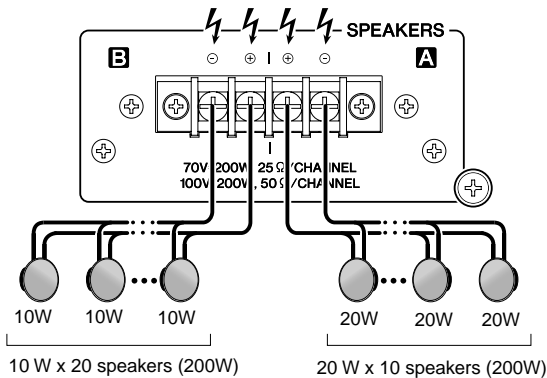 SPEAKERS
B A
⊖ ⊕ ⊕ ⊖
70V, 200W, 25 Ω/CHANNEL
100V, 200W, 50 Ω/CHANNEL
10W 10W 10W 20W 20W 20W
10 W x 20 speakers (200W) 20 W x 10 speakers (200W)